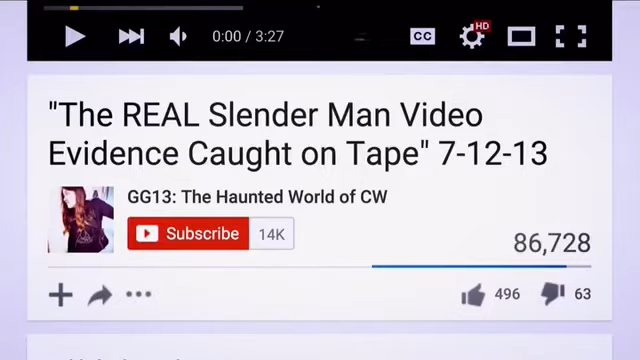 0:00 / 3:27
CC
HD
"The REAL Slender Man Video
Evidence Caught on Tape" 7-12-13
GG13: The Haunted World of CW
Subscribe 14K
86,728
496 63